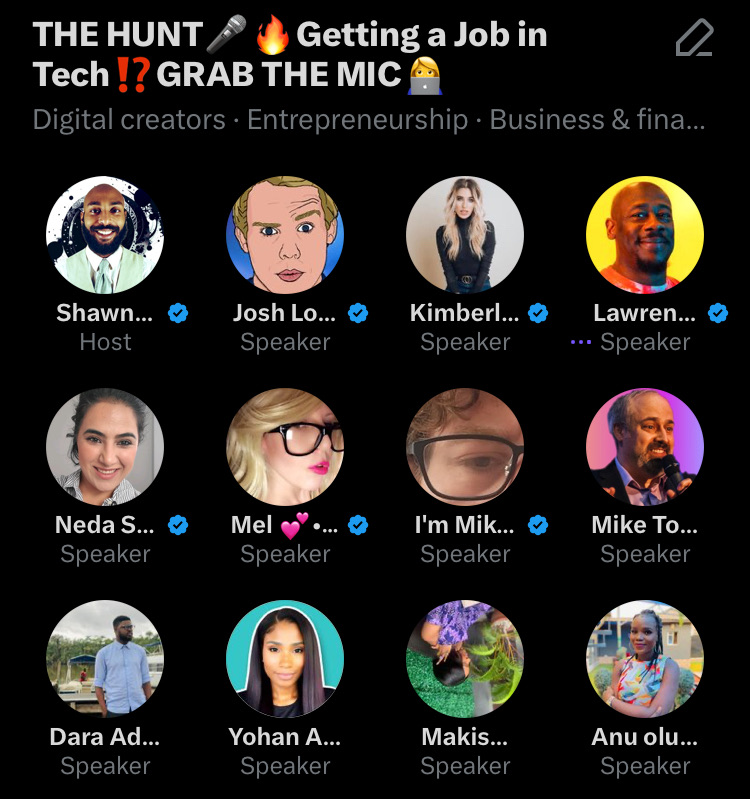 THE HUNT🎤🔥Getting a Job in
Tech⁉️GRAB THE MIC👩‍💻
Digital creators · Entrepreneurship · Business & fina...
Shawn... Josh Lo... Kimberl... Lawren...
Host Speaker Speaker ••• Speaker
Neda S... Mel 💕•... I'm Mik... Mike To...
Speaker Speaker Speaker Speaker
Dara Ad... Yohan A... Makis... Anu olu...
Speaker Speaker Speaker Speaker